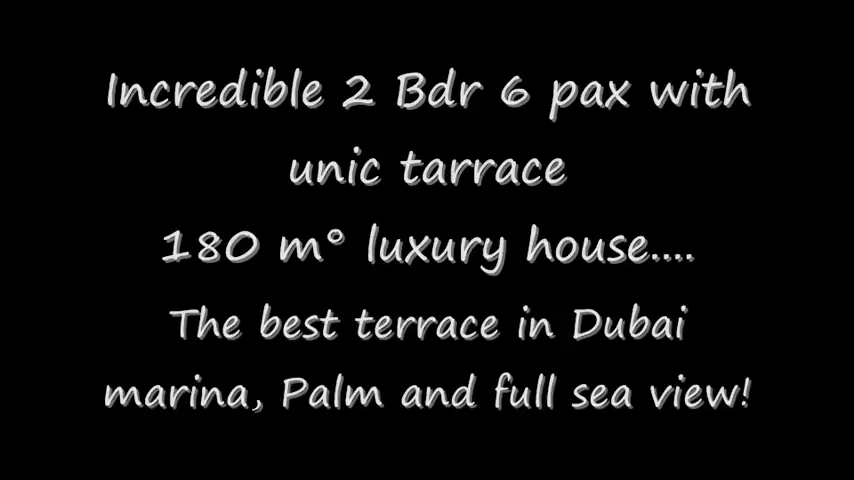 Incredible 2 Bdr 6 pax with
unic tarrace
180 m° luxury house....
The best terrace in Dubai
marina, Palm and full sea view!